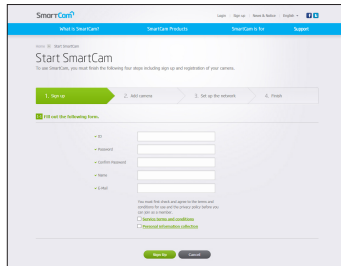 SmartCam
Login Sign up News & Notice English
What is SmartCam? SmartCam Products SmartCam is for Support
Home Start SmartCam
Start SmartCam
To use SmartCam, you must finish the following four steps including sign up and registration of your camera.
1. Sign up 2. Add camera 3. Set up the network 4. Finish
Fill out the following form.
ID
Password
Confirm Password
Name
E-Mail
You must first check and agree to the terms and
conditions for use and the privacy policy before you
can join as a member.
Service terms and conditions
Personal information collection
Sign Up Cancel